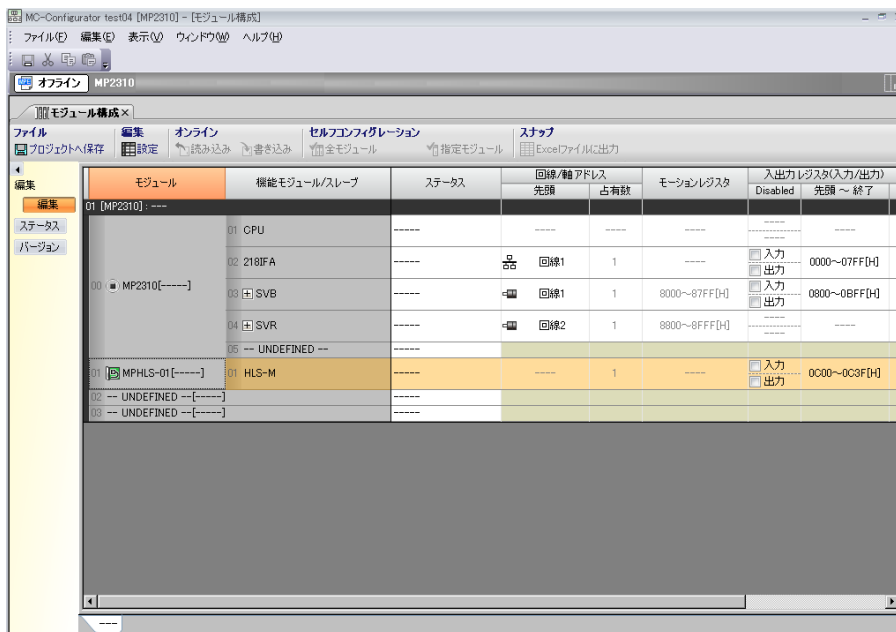 MC-Configurator test04 [MP2310] - [モジュール構成]
ファイル(F) 編集(E) 表示(V) ウィンドウ(W) ヘルプ(H)
オフライン MP2310
モジュール構成×
ファイル 編集 オンライン セルフコンフィグレーション スナップ
プロジェクトへ保存 設定 読み込み 書き込み 全モジュール 指定モジュール Excelファイルに出力
編集
編集
ステータス
バージョン
モジュール 機能モジュール/スレーブ ステータス 回線/軸アドレス モーションレジスタ 入出力レジスタ(入力/出力)
先頭 占有数 Disabled 先頭 ~ 終了
01 [MP2310] : ---
00 MP2310[-----]
01 CPU ----- ---- ---- ---- ---- ---- ----
02 218IFA ----- 回線1 1 ---- 入力 出力 0000~07FF[H]
03 + SVB ----- 回線1 1 8000~87FF[H] 入力 出力 0800~0BFF[H]
04 + SVR ----- 回線2 1 8800~8FFF[H] ---- ---- ----
05 -- UNDEFINED -- -----
01 MPHLS-01[-----] 01 HLS-M ----- ---- 1 ---- 入力 出力 0C00~0C3F[H]
02 -- UNDEFINED --[-----] -----
03 -- UNDEFINED --[-----] -----
---